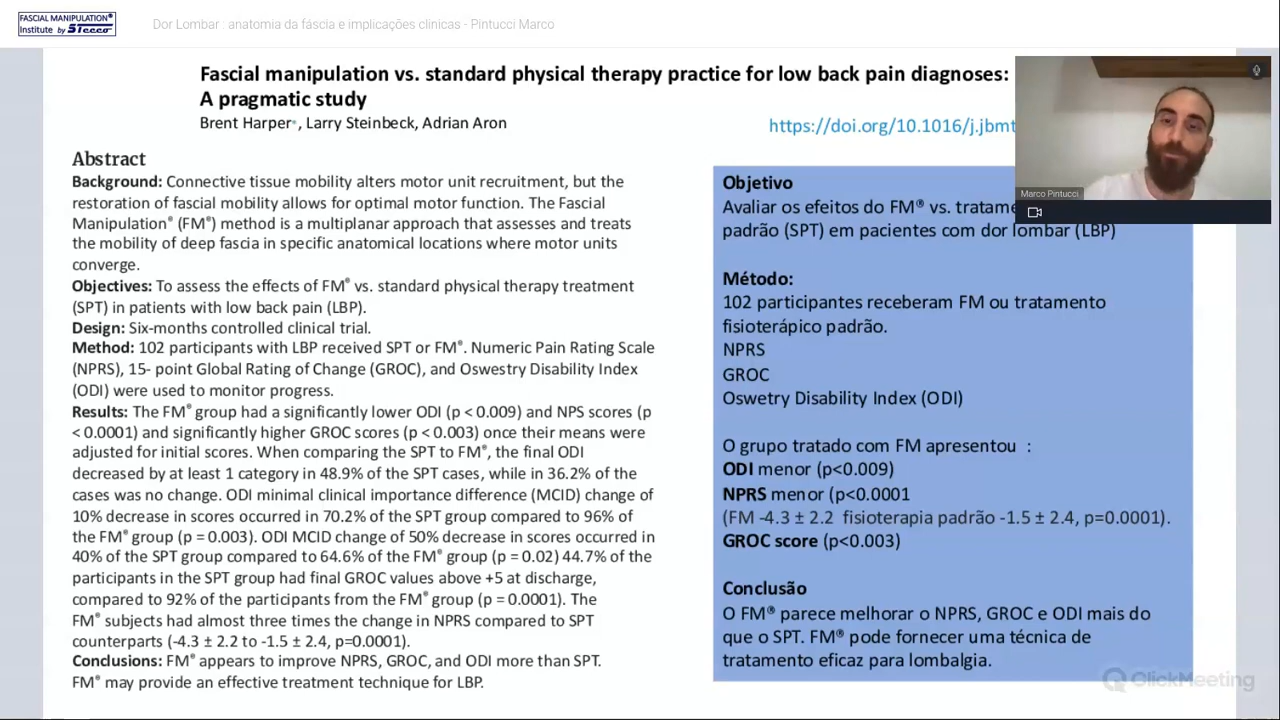 FASCIAL MANIPULATION®
Institute by Stecco
Dor Lombar : anatomia da fáscia e implicações clínicas - Pintucci Marco
Fascial manipulation vs. standard physical therapy practice for low back pain diagnoses:
A pragmatic study
Brent Harper*, Larry Steinbeck, Adrian Aron
https://doi.org/10.1016/j.jbmt
Abstract
Background: Connective tissue mobility alters motor unit recruitment, but the
restoration of fascial mobility allows for optimal motor function. The Fascial
Manipulation® (FM®) method is a multiplanar approach that assesses and treats
the mobility of deep fascia in specific anatomical locations where motor units
converge.
Objectives: To assess the effects of FM® vs. standard physical therapy treatment
(SPT) in patients with low back pain (LBP).
Design: Six-months controlled clinical trial.
Method: 102 participants with LBP received SPT or FM®. Numeric Pain Rating Scale
(NPRS), 15- point Global Rating of Change (GROC), and Oswestry Disability Index
(ODI) were used to monitor progress.
Results: The FM® group had a significantly lower ODI (p < 0.009) and NPS scores (p
< 0.0001) and significantly higher GROC scores (p < 0.003) once their means were
adjusted for initial scores. When comparing the SPT to FM®, the final ODI
decreased by at least 1 category in 48.9% of the SPT cases, while in 36.2% of the
cases was no change. ODI minimal clinical importance difference (MCID) change of
10% decrease in scores occurred in 70.2% of the SPT group compared to 96% of
the FM® group (p = 0.003). ODI MCID change of 50% decrease in scores occurred in
40% of the SPT group compared to 64.6% of the FM® group (p = 0.02) 44.7% of the
participants in the SPT group had final GROC values above +5 at discharge,
compared to 92% of the participants from the FM® group (p = 0.0001). The
FM® subjects had almost three times the change in NPRS compared to SPT
counterparts (-4.3 ± 2.2 to -1.5 ± 2.4, p=0.0001).
Conclusions: FM® appears to improve NPRS, GROC, and ODI more than SPT.
FM® may provide an effective treatment technique for LBP.
Objetivo
Avaliar os efeitos do FM® vs. tratame
padrão (SPT) em pacientes com dor lombar (LBP)
Método:
102 participantes receberam FM ou tratamento
fisioterápico padrão.
NPRS
GROC
Oswetry Disability Index (ODI)
O grupo tratado com FM apresentou :
ODI menor (p<0.009)
NPRS menor (p<0.0001
(FM -4.3 ± 2.2 fisioterapia padrão -1.5 ± 2.4, p=0.0001).
GROC score (p<0.003)
Conclusão
O FM® parece melhorar o NPRS, GROC e ODI mais do
que o SPT. FM® pode fornecer uma técnica de
tratamento eficaz para lombalgia.
Marco Pintucci
ClickMeeting